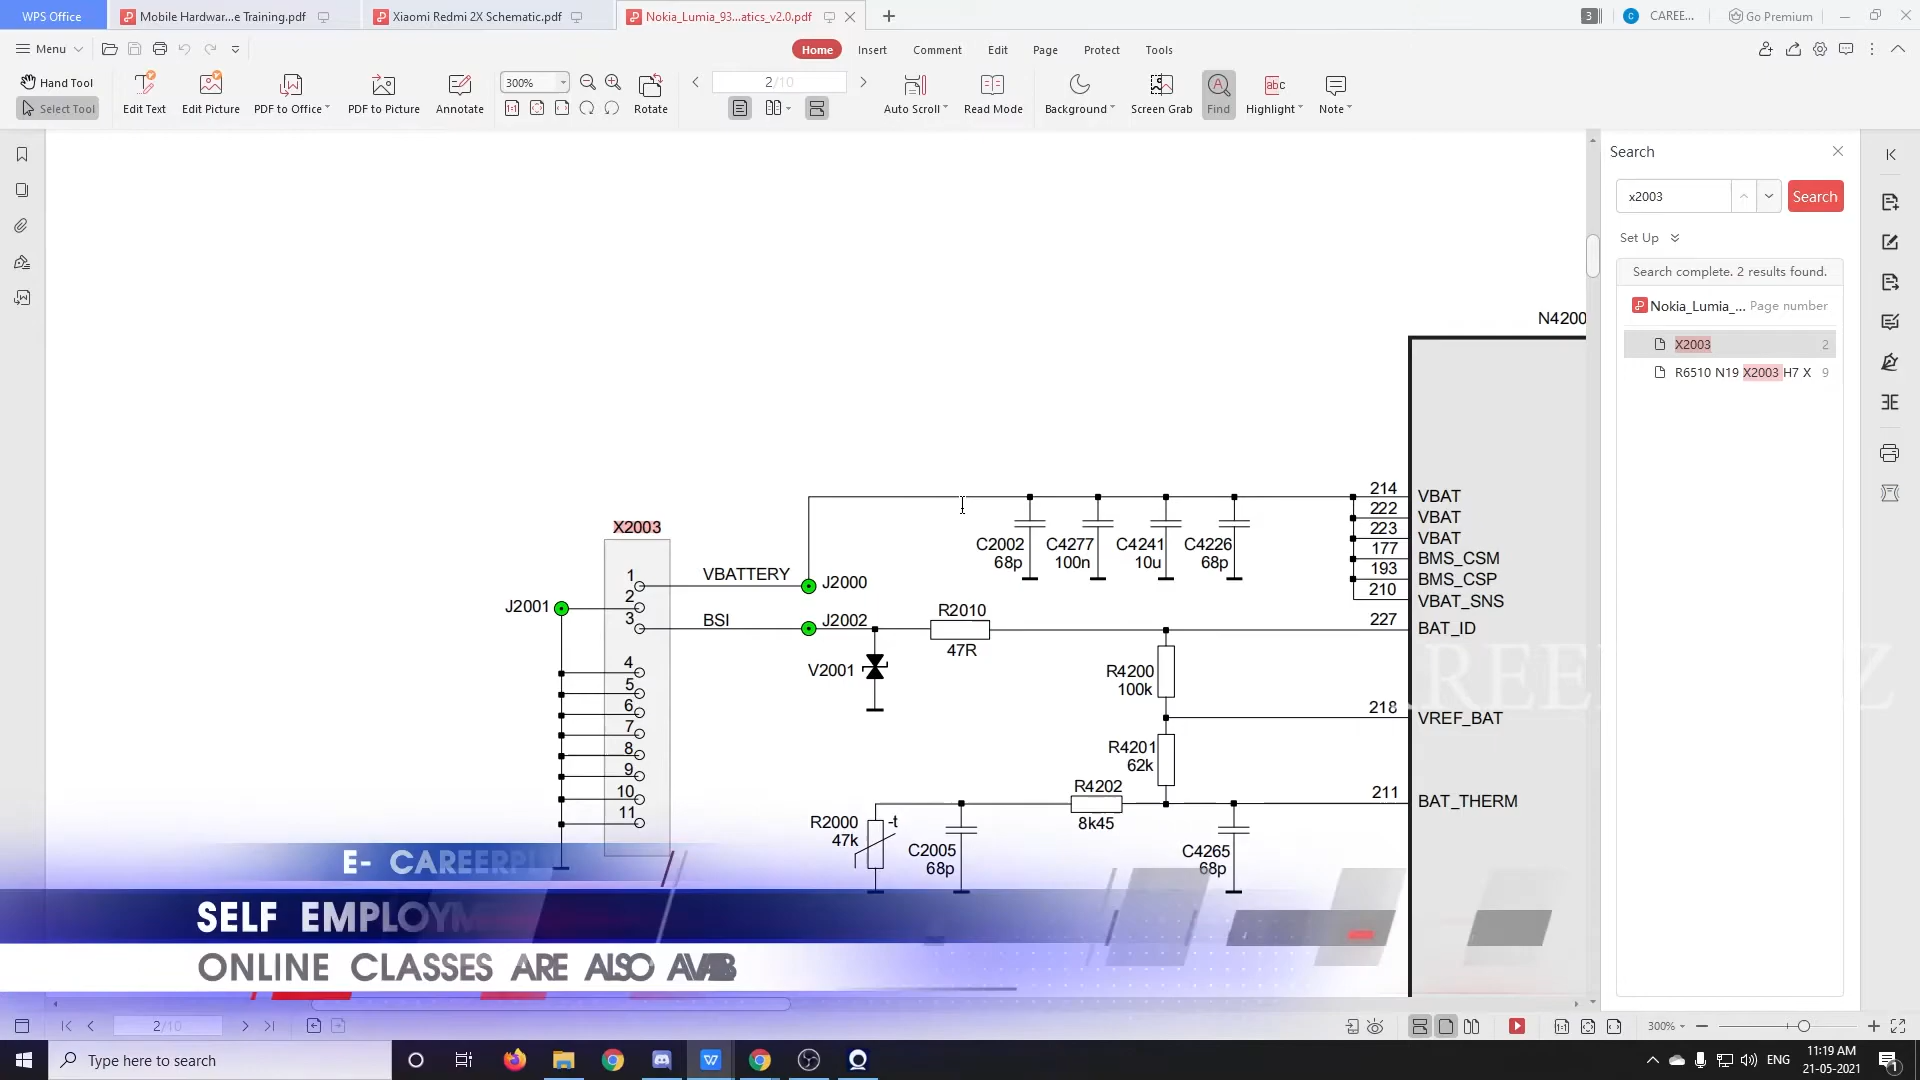 WPS Office
Mobile Hardwar...e Training.pdf
Xiaomi Redmi 2X Schematic.pdf
Nokia_Lumia_93...atics_v2.0.pdf
3
C
CAREE...
Go Premium
Menu
Home
Insert
Comment
Edit
Page
Protect
Tools
Hand Tool
Select Tool
Edit Text
Edit Picture
PDF to Office
PDF to Picture
Annotate
300%
Rotate
2/10
Auto Scroll
Read Mode
Background
Screen Grab
Find
Highlight
Note
Search
x2003
Search
Set Up
Search complete. 2 results found.
Nokia_Lumia_... Page number
X2003 2
R6510 N19 X2003 H7 X 9
N4200
X2003
1
2
3
4
5
6
7
8
9
10
11
J2001
VBATTERY
J2000
BSI
J2002
V2001
R2010
47R
C2002
68p
C4277
100n
C4241
10u
C4226
68p
R4200
100k
R4201
62k
R4202
8k45
R2000
47k
-t
C2005
68p
C4265
68p
214 VBAT
222 VBAT
223 VBAT
177 BMS_CSM
193 BMS_CSP
210 VBAT_SNS
227 BAT_ID
218 VREF_BAT
211 BAT_THERM
E- CAREERPL
SELF EMPLOYM
ONLINE CLASSES ARE ALSO
2/10
300%
Type here to search
ENG
11:19 AM
21-05-2021
1